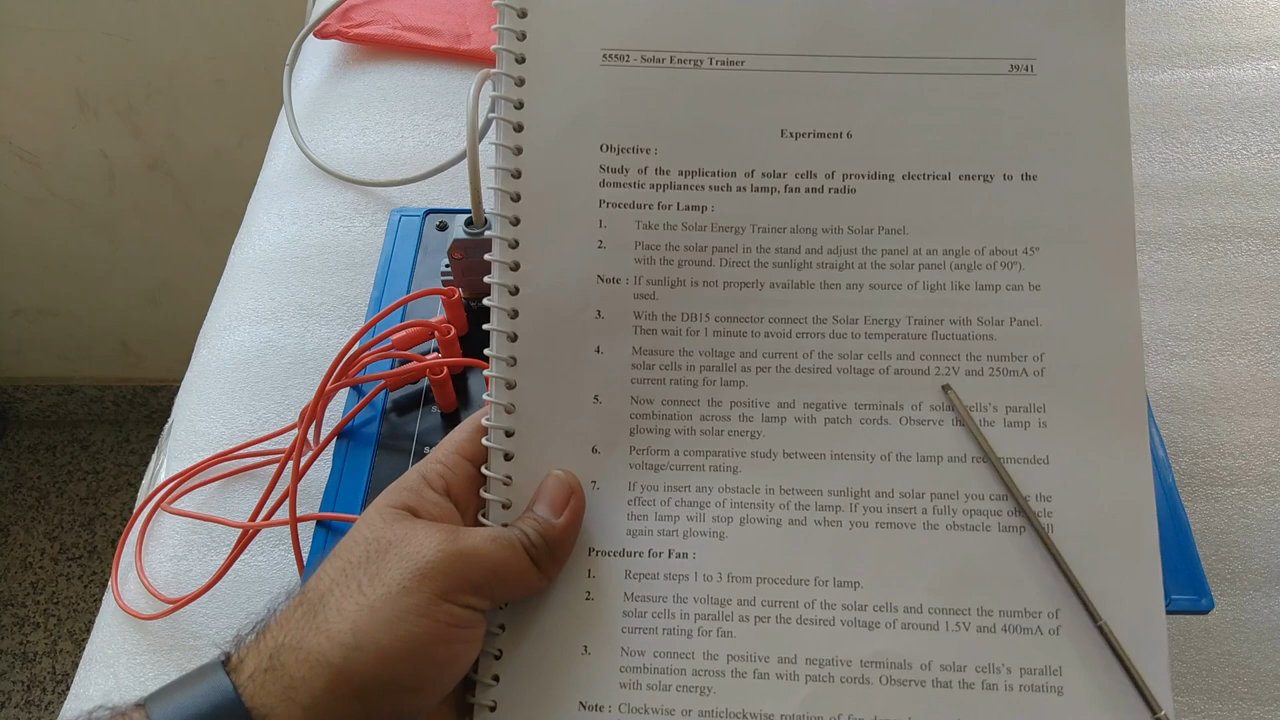 55502 - Solar Energy Trainer 39/41
Experiment 6
Objective :
Study of the application of solar cells of providing electrical energy to the
domestic appliances such as lamp, fan and radio
Procedure for Lamp :
1. Take the Solar Energy Trainer along with Solar Panel.
2. Place the solar panel in the stand and adjust the panel at an angle of about 45°
with the ground. Direct the sunlight straight at the solar panel (angle of 90°).
Note : If sunlight is not properly available then any source of light like lamp can be
used.
3. With the DB15 connector connect the Solar Energy Trainer with Solar Panel.
Then wait for 1 minute to avoid errors due to temperature fluctuations.
4. Measure the voltage and current of the solar cells and connect the number of
solar cells in parallel as per the desired voltage of around 2.2V and 250mA of
current rating for lamp.
5. Now connect the positive and negative terminals of solar cells's parallel
combination across the lamp with patch cords. Observe the lamp is
glowing with solar energy.
6. Perform a comparative study between intensity of the lamp and recommended
voltage/current rating.
7. If you insert any obstacle in between sunlight and solar panel you can the
effect of change of intensity of the lamp. If you insert a fully opaque obstacle
then lamp will stop glowing and when you remove the obstacle lamp will
again start glowing.
Procedure for Fan :
1. Repeat steps 1 to 3 from procedure for lamp.
2. Measure the voltage and current of the solar cells and connect the number of
solar cells in parallel as per the desired voltage of around 1.5V and 400mA of
current rating for fan.
3. Now connect the positive and negative terminals of solar cells's parallel
combination across the fan with patch cords. Observe that the fan is rotating
with solar energy.
Note : Clockwise or anticlockwise rotation of fan